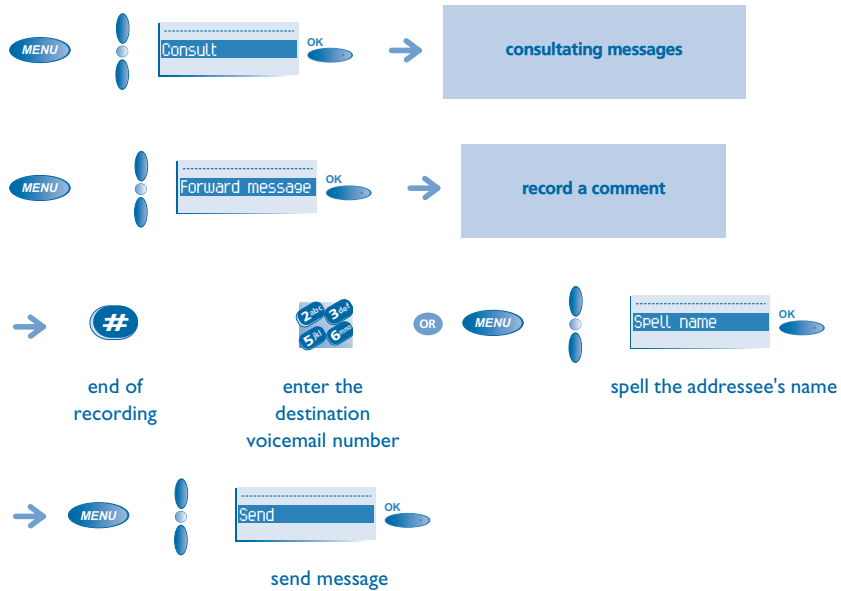 MENU
Consult
OK
consultating messages
MENU
Forward message
OK
record a comment
#
2abc 3def
5jkl 6mno
OR
MENU
Spell name
OK
end of
recording
enter the
destination
voicemail number
spell the addressee's name
MENU
Send
OK
send message